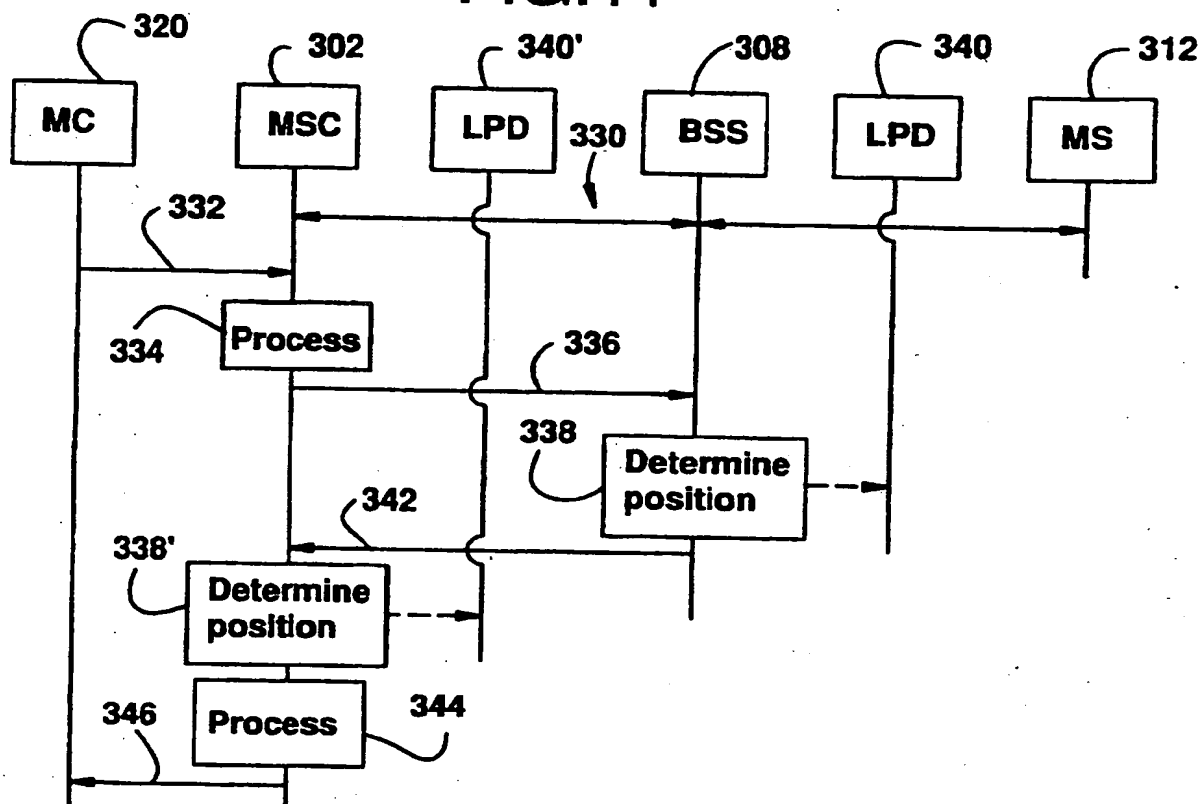 320
302
340'
308
340
312
MC
MSC
LPD
BSS
LPD
MS
330
332
334
Process
336
338
Determine
position
342
338'
Determine
position
346
Process
344